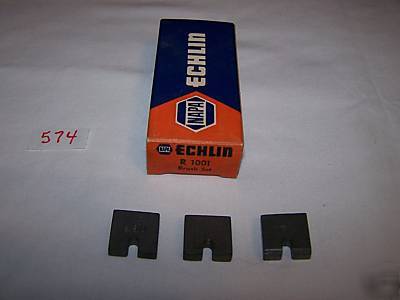 ECHLIN
NAPA
574
ECHLIN
R 1001
Brush Set